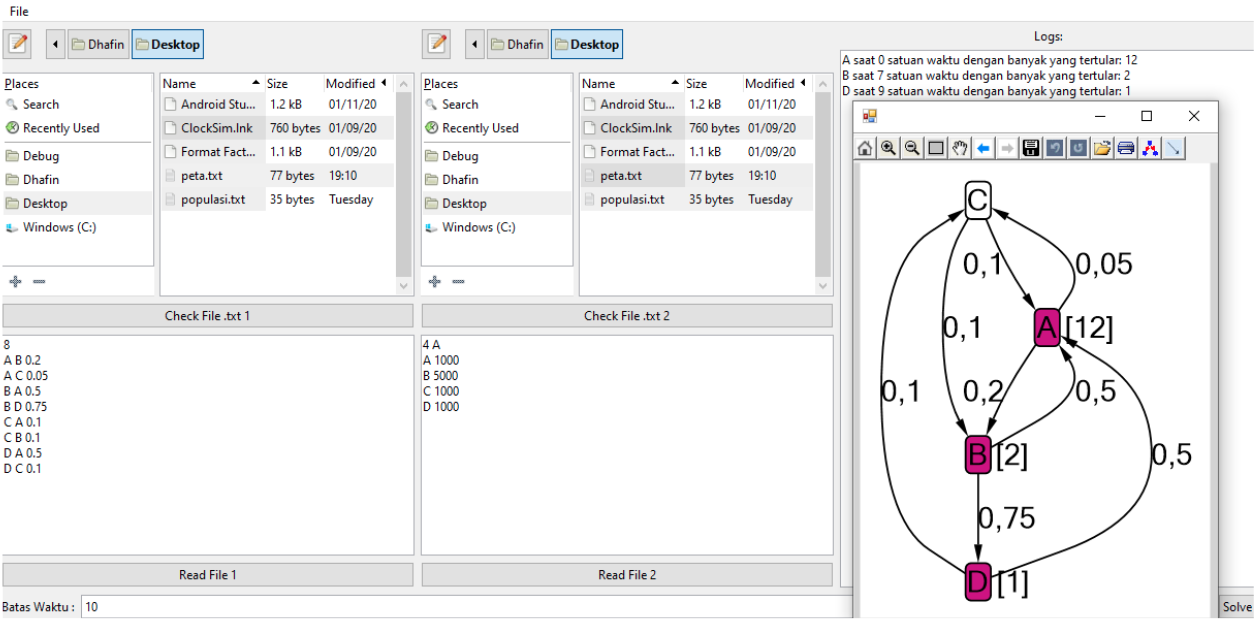 File
Dhafin Desktop
Places
Search
Recently Used
Debug
Dhafin
Desktop
Windows (C:)
Name Size Modified
Android Stu... 1.2 kB 01/11/20
ClockSim.lnk 760 bytes 01/09/20
Format Fact... 1.1 kB 01/09/20
peta.txt 77 bytes 19:10
populasi.txt 35 bytes Tuesday
Check File .txt 1
8
A B 0.2
A C 0.05
B A 0.5
B D 0.75
C A 0.1
C B 0.1
D A 0.5
D C 0.1
Read File 1
Dhafin Desktop
Places
Search
Recently Used
Debug
Dhafin
Desktop
Windows (C:)
Name Size Modified
Android Stu... 1.2 kB 01/11/20
ClockSim.lnk 760 bytes 01/09/20
Format Fact... 1.1 kB 01/09/20
peta.txt 77 bytes 19:10
populasi.txt 35 bytes Tuesday
Check File .txt 2
4 A
A 1000
B 5000
C 1000
D 1000
Read File 2
Logs:
A saat 0 satuan waktu dengan banyak yang tertular: 12
B saat 7 satuan waktu dengan banyak yang tertular: 2
D saat 9 satuan waktu dengan banyak yang tertular: 1
C
0,1 0,05
0,1 A [12]
0,1 0,2 0,5
B [2] 0,5
0,75
D [1]
Batas Waktu : 10
Solve